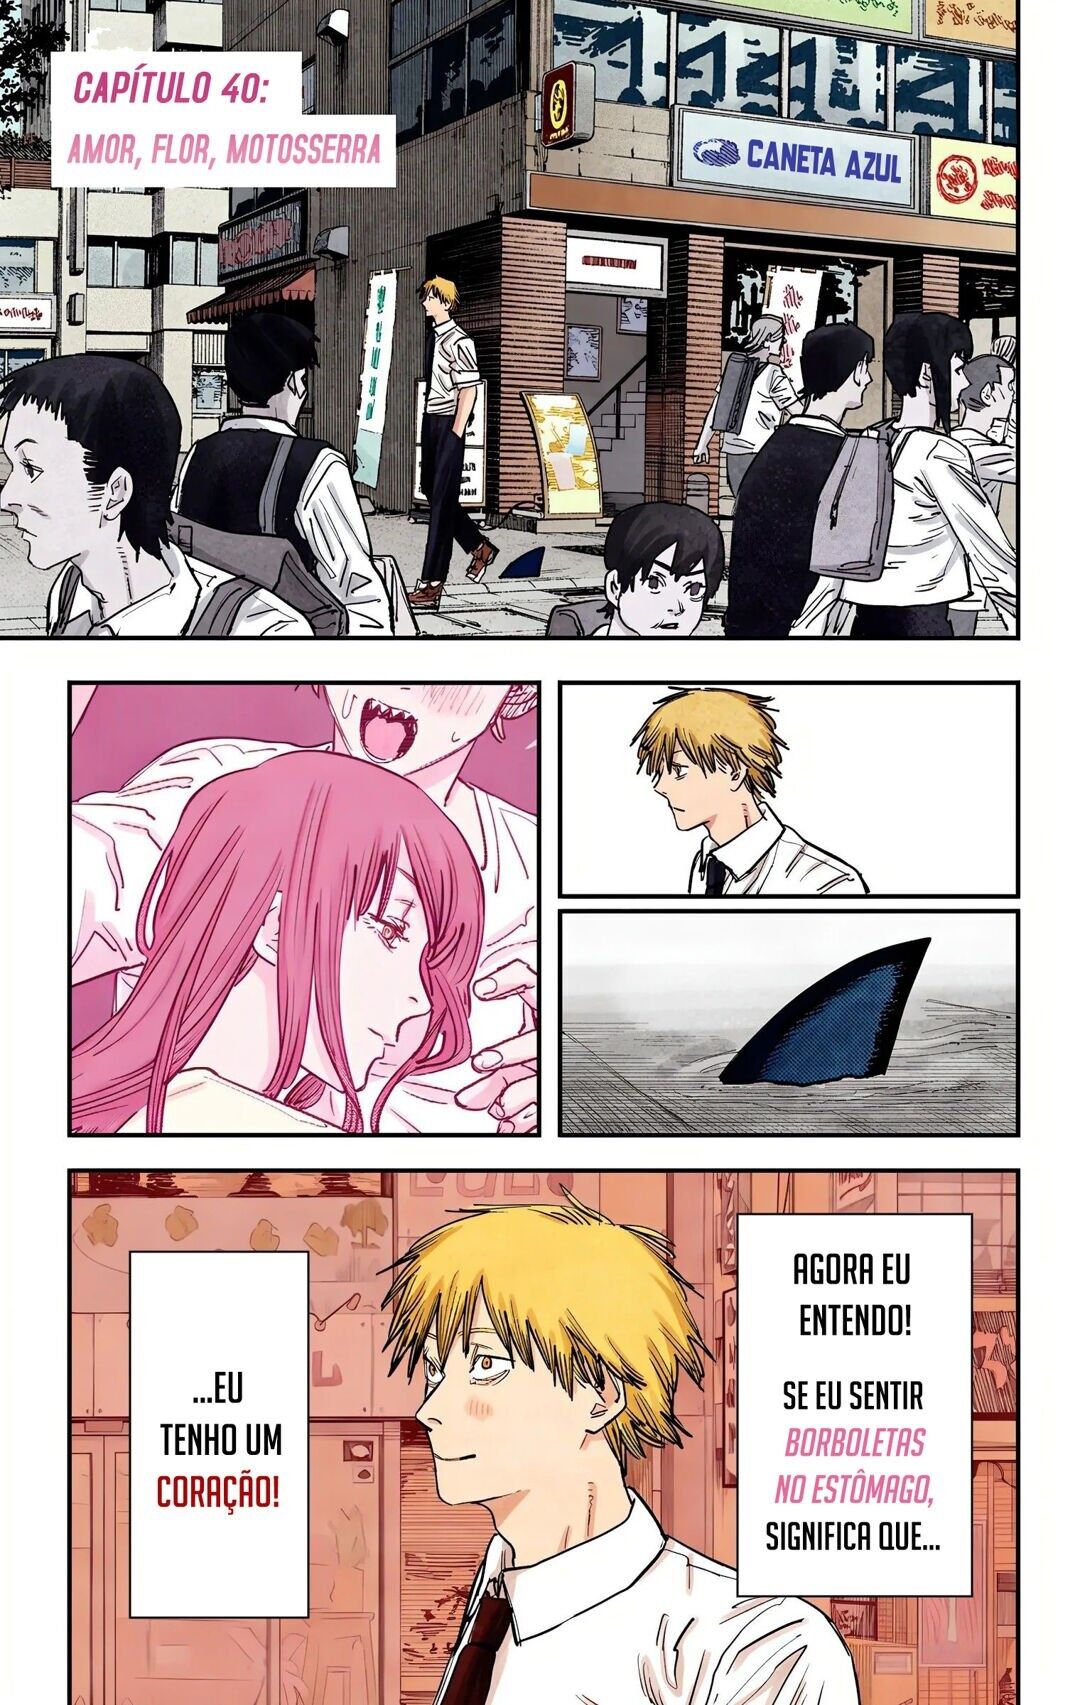 CAPÍTULO 40:
AMOR, FLOR, MOTOSSERRA
CANETA AZUL
AGORA EU
ENTENDO!
SE EU SENTIR
BORBOLETAS
NO ESTÔMAGO,
SIGNIFICA QUE...
...EU
TENHO UM
CORAÇÃO!